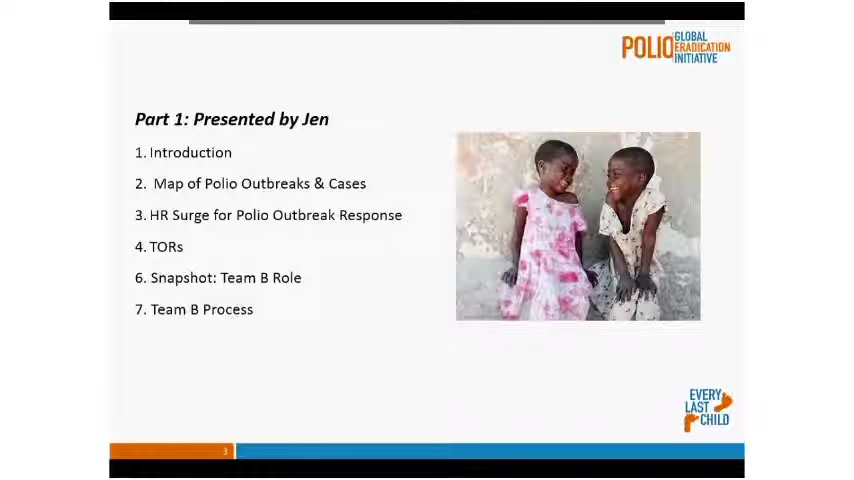 POLIO GLOBAL
ERADICATION
INITIATIVE
Part 1: Presented by Jen
1. Introduction
2. Map of Polio Outbreaks & Cases
3. HR Surge for Polio Outbreak Response
4. TORs
6. Snapshot: Team B Role
7. Team B Process
EVERY
LAST
CHILD
3